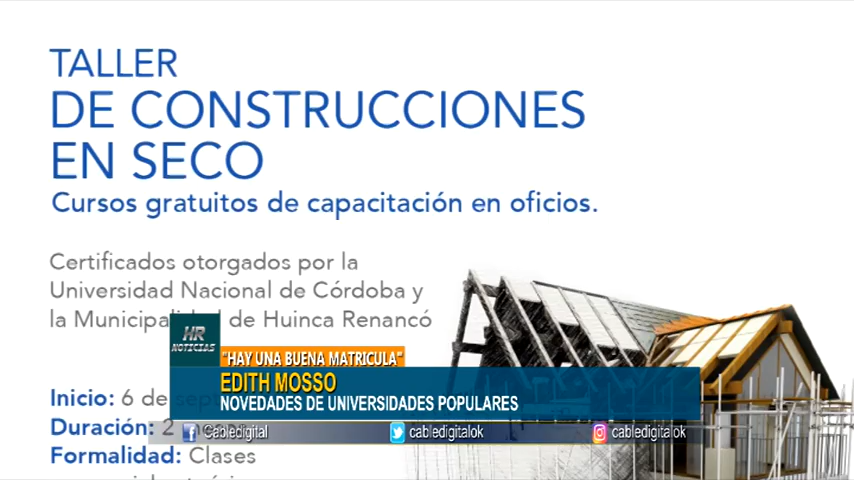 TALLER
DE CONSTRUCCIONES
EN SECO
Cursos gratuitos de capacitación en oficios.
Certificados otorgados por la
Universidad Nacional de Córdoba y
la Municipalidad de Huinca Renancó
HR
NOTICIAS
"HAY UNA BUENA MATRICULA"
EDITH MOSSO
NOVEDADES DE UNIVERSIDADES POPULARES
Inicio: 6 de
Duración: 2
Cabledigital
cabledigitalok
cabledigitalok
Formalidad: Clases